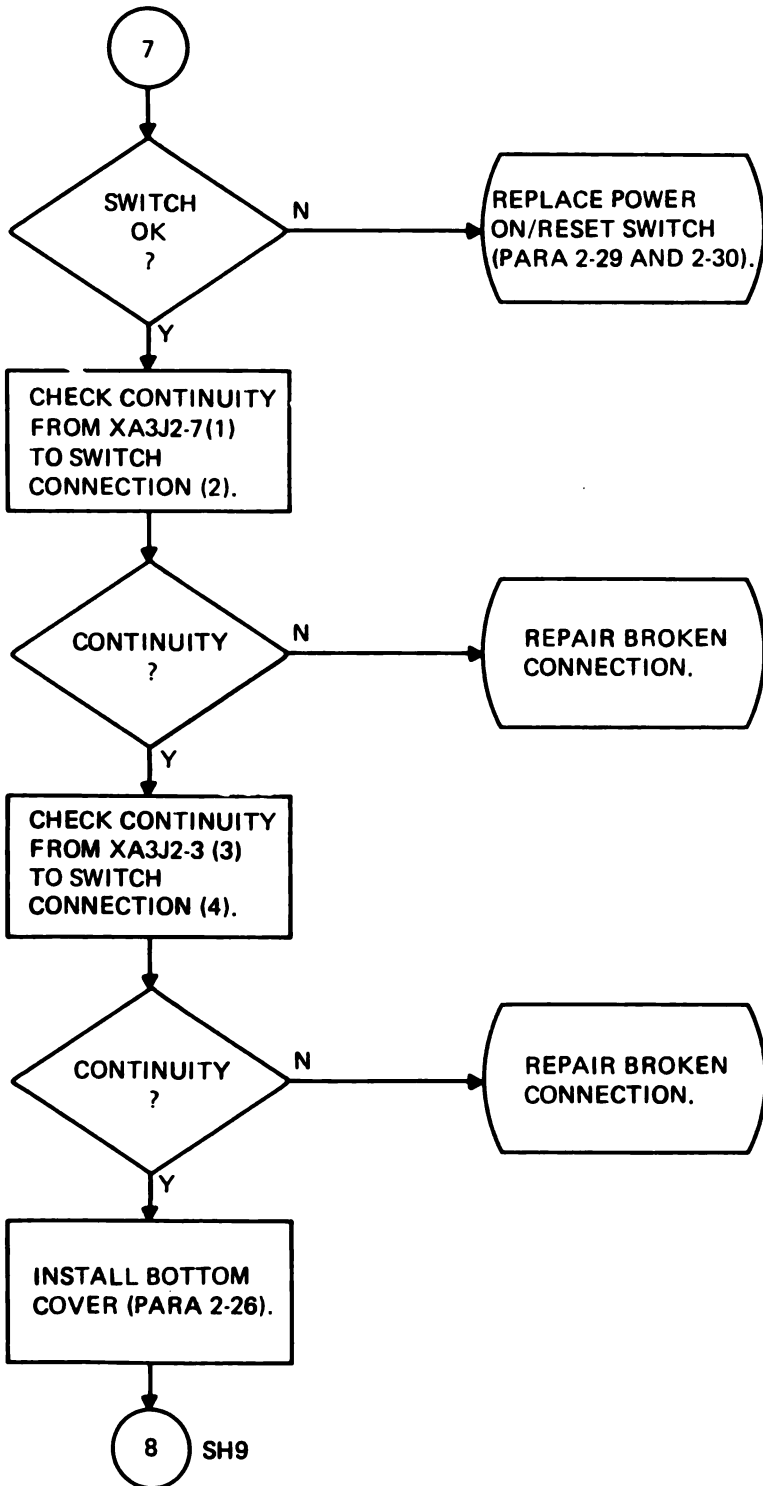 7
SWITCH
OK
?
N
REPLACE POWER
ON/RESET SWITCH
(PARA 2-29 AND 2-30).
Y
CHECK CONTINUITY
FROM XA3J2-7(1)
TO SWITCH
CONNECTION (2).
CONTINUITY
?
N
REPAIR BROKEN
CONNECTION.
Y
CHECK CONTINUITY
FROM XA3J2-3 (3)
TO SWITCH
CONNECTION (4).
CONTINUITY
?
N
REPAIR BROKEN
CONNECTION.
Y
INSTALL BOTTOM
COVER (PARA 2-26).
8 SH9